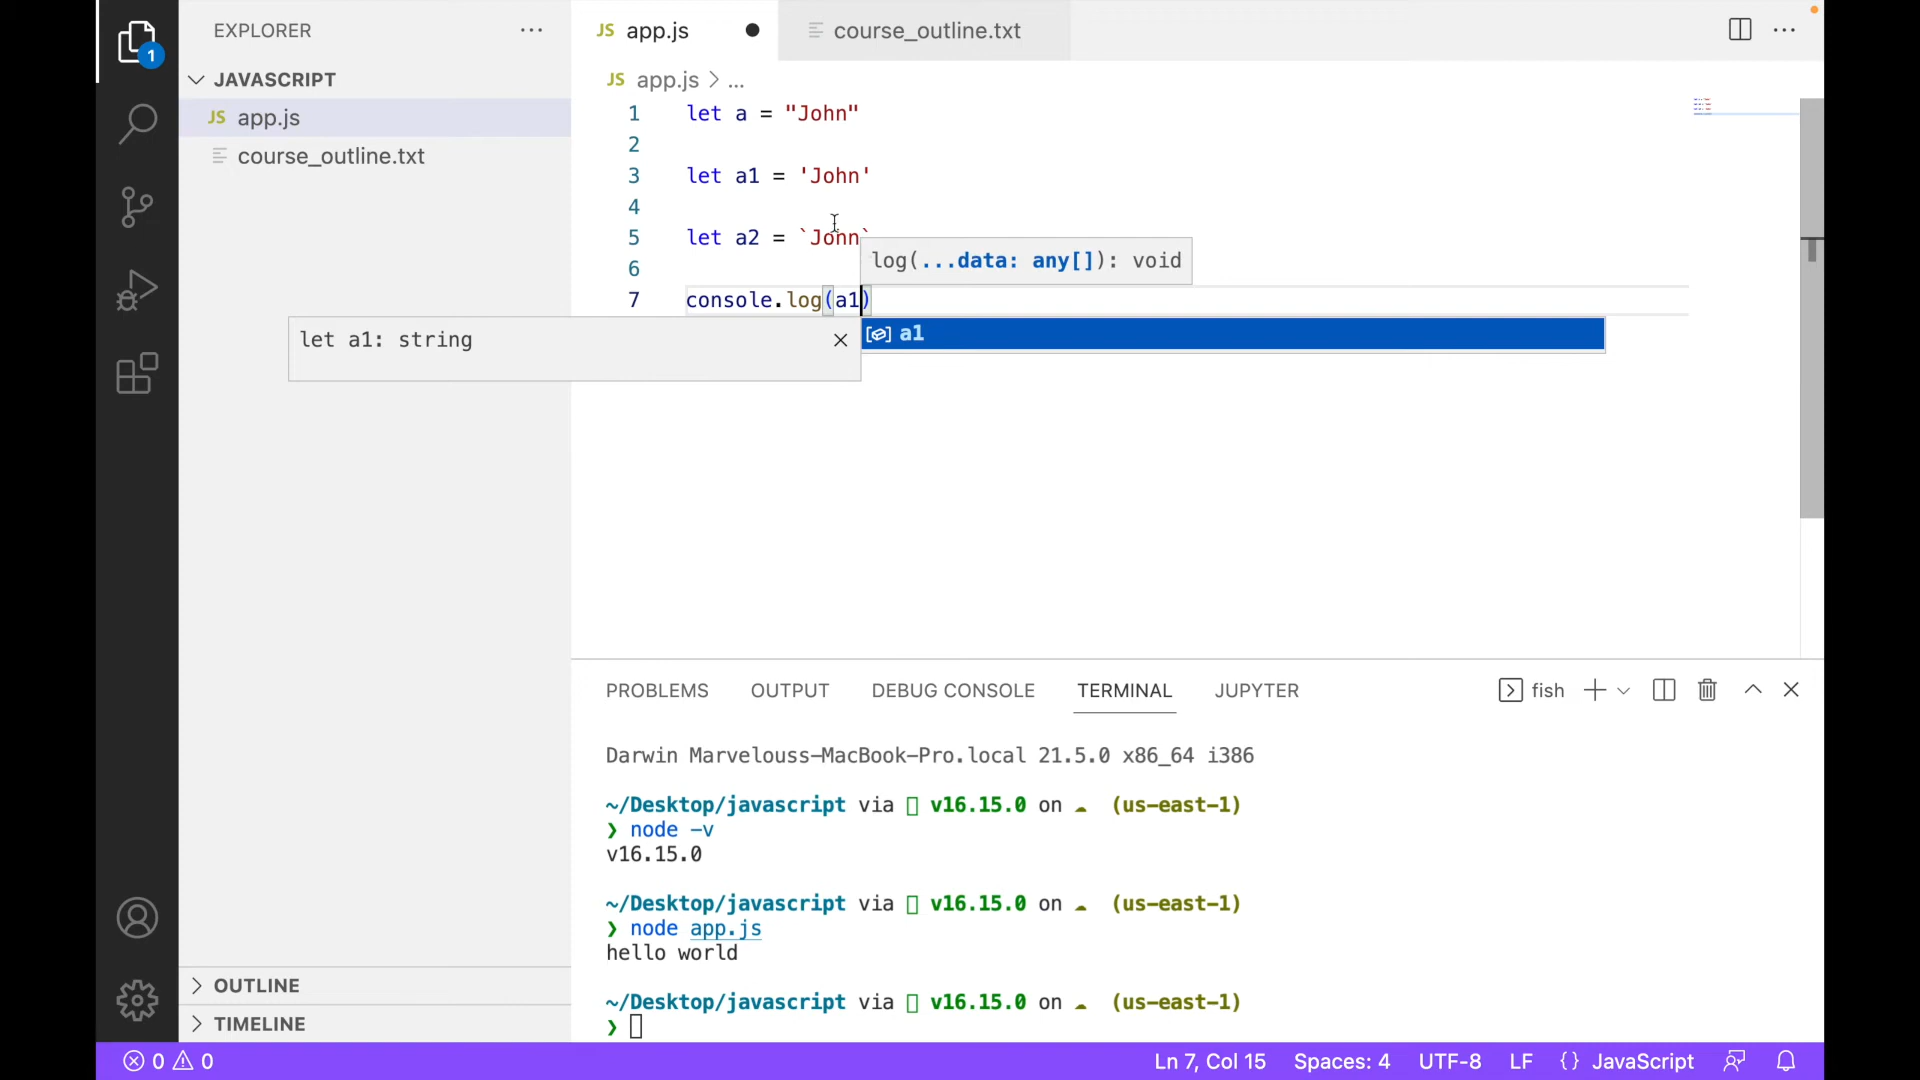 EXPLORER
JS app.js
course_outline.txt
1
JAVASCRIPT
JS app.js > ...
JS app.js
course_outline.txt
1 let a = "John"
2
3 let a1 = 'John'
4
5 let a2 = `John`
log(...data: any[]): void
6
7 console.log(a1)
let a1: string
a1
PROBLEMS
OUTPUT
DEBUG CONSOLE
TERMINAL
JUPYTER
fish
Darwin Marvelouss-MacBook-Pro.local 21.5.0 x86_64 i386
~/Desktop/javascript via v16.15.0 on ☁ (us-east-1)
❯ node -v
v16.15.0
~/Desktop/javascript via v16.15.0 on ☁ (us-east-1)
❯ node app.js
hello world
~/Desktop/javascript via v16.15.0 on ☁ (us-east-1)
❯
OUTLINE
TIMELINE
0 0
Ln 7, Col 15
Spaces: 4
UTF-8
LF
{} JavaScript